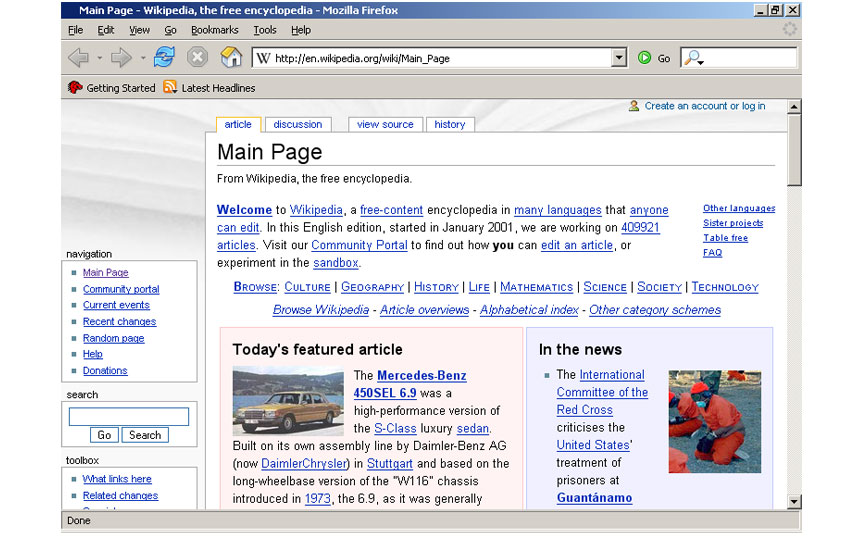 Main Page - Wikipedia, the free encyclopedia - Mozilla Firefox
File Edit View Go Bookmarks Tools Help
W http://en.wikipedia.org/wiki/Main_Page Go
Getting Started Latest Headlines
Create an account or log in
article discussion view source history
Main Page
From Wikipedia, the free encyclopedia.
Welcome to Wikipedia, a free-content encyclopedia in many languages that anyone
can edit. In this English edition, started in January 2001, we are working on 409921
articles. Visit our Community Portal to find out how you can edit an article, or
experiment in the sandbox.
Other languages
Sister projects
Table free
FAQ
Browse: Culture | Geography | History | Life | Mathematics | Science | Society | Technology
Browse Wikipedia - Article overviews - Alphabetical index - Other category schemes
navigation
Main Page
Community portal
Current events
Recent changes
Random page
Help
Donations
search
Go Search
toolbox
What links here
Related changes
Today's featured article
The Mercedes-Benz
450SEL 6.9 was a
high-performance version of
the S-Class luxury sedan.
Built on its own assembly line by Daimler-Benz AG
(now DaimlerChrysler) in Stuttgart and based on the
long-wheelbase version of the "W116" chassis
introduced in 1973, the 6.9, as it was generally
In the news
The International
Committee of the
Red Cross
criticises the
United States'
treatment of
prisoners at
Guantánamo
Done